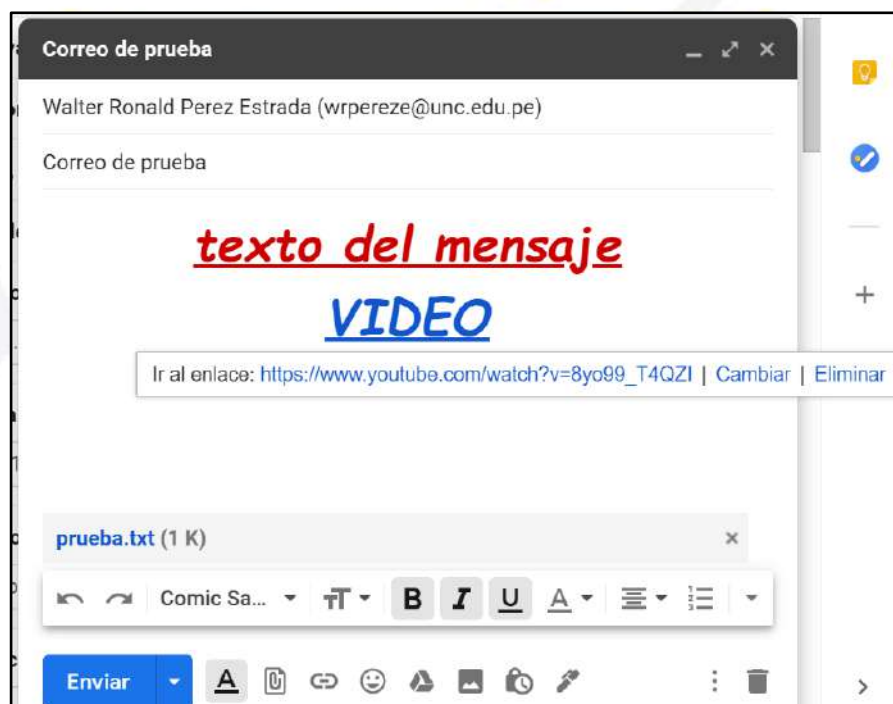 Correo de prueba
Walter Ronald Perez Estrada (wrpereze@unc.edu.pe)
Correo de prueba
texto del mensaje
VIDEO
Ir al enlace: https://www.youtube.com/watch?v=8yo99_T4QZI | Cambiar | Eliminar
prueba.txt (1 K)
Comic Sa... B I U A
Enviar A